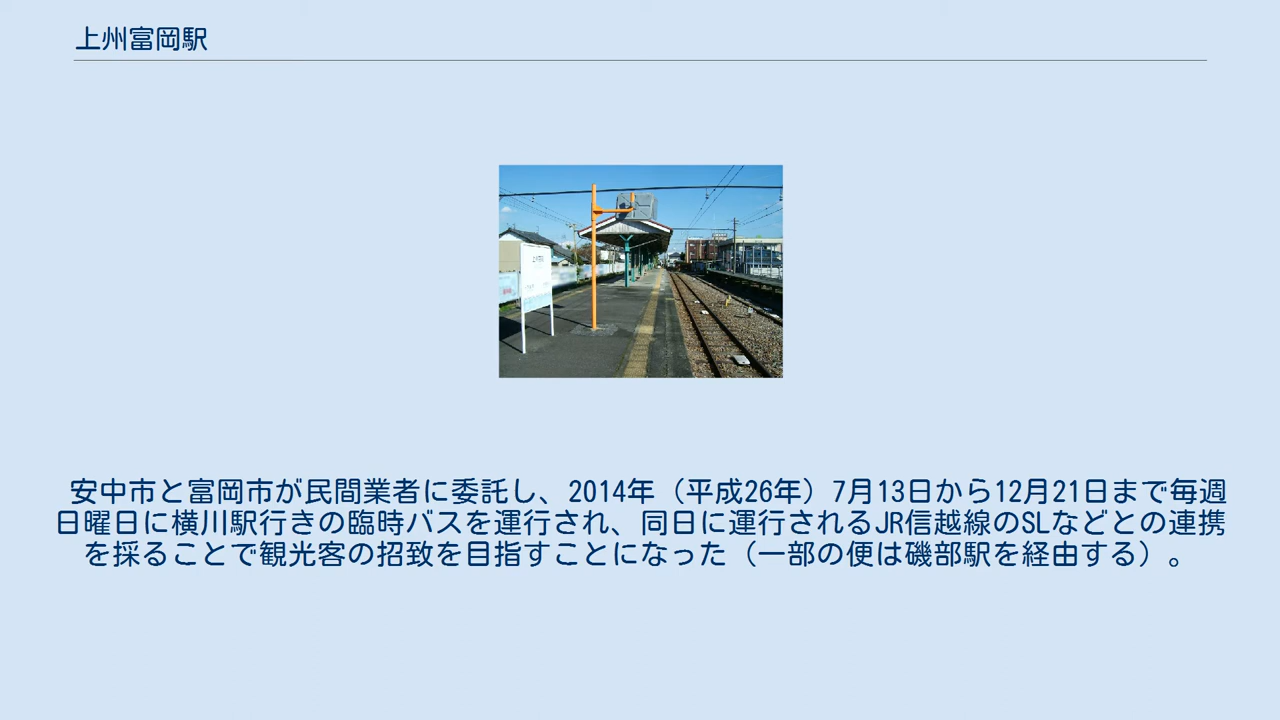 上州富岡駅
安中市と富岡市が民間業者に委託し、2014年（平成26年）7月13日から12月21日まで毎週
日曜日に横川駅行きの臨時バスを運行され、同日に運行されるJR信越線のSLなどとの連携
を採ることで観光客の招致を目指すことになった（一部の便は磯部駅を経由する）。